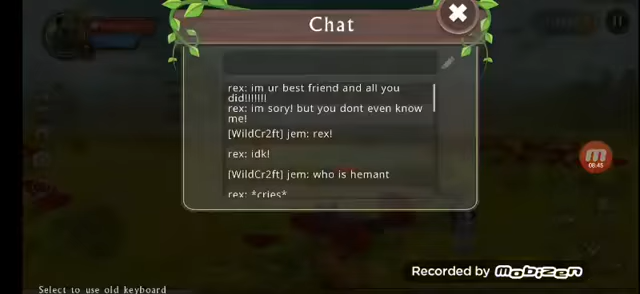 Chat
rex: im ur best friend and all you
did!!!!!!!
rex: im sory! but you dont even know
me!
[WildCr2ft] jem: rex!
rex: idk!
[WildCr2ft] jem: who is hemant
rex: *cries*
08:45
Recorded by mobizen
Select to use old keyboard